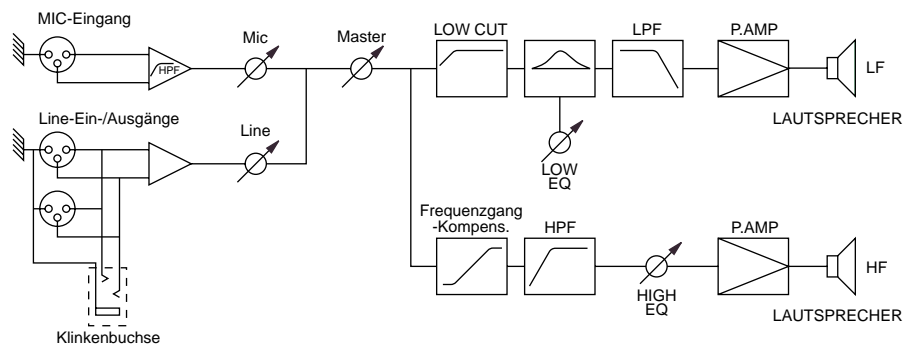 MIC-Eingang
HPF
Mic
Master
LOW CUT
LPF
P.AMP
LF
LAUTSPRECHER
LOW
EQ
Line-Ein-/Ausgänge
Line
Frequenzgang
-Kompens.
HPF
HIGH
EQ
P.AMP
HF
LAUTSPRECHER
Klinkenbuchse